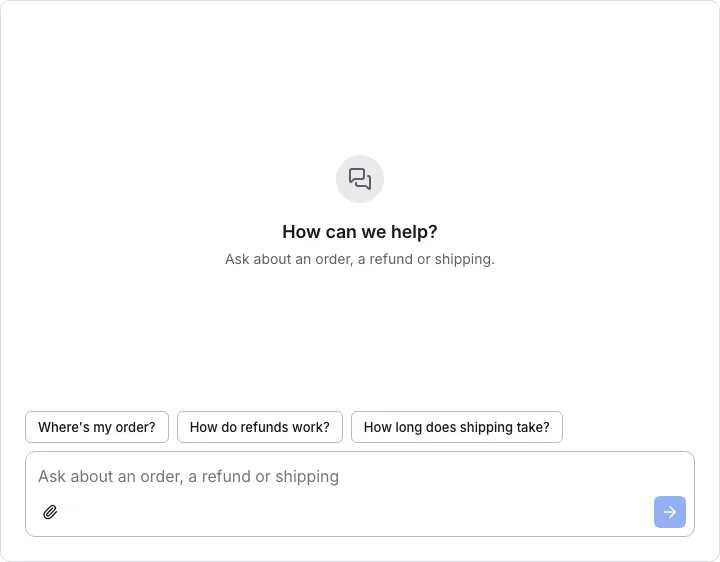 How can we help?
Ask about an order, a refund or shipping.
Where's my order?
How do refunds work?
How long does shipping take?
Ask about an order, a refund or shipping